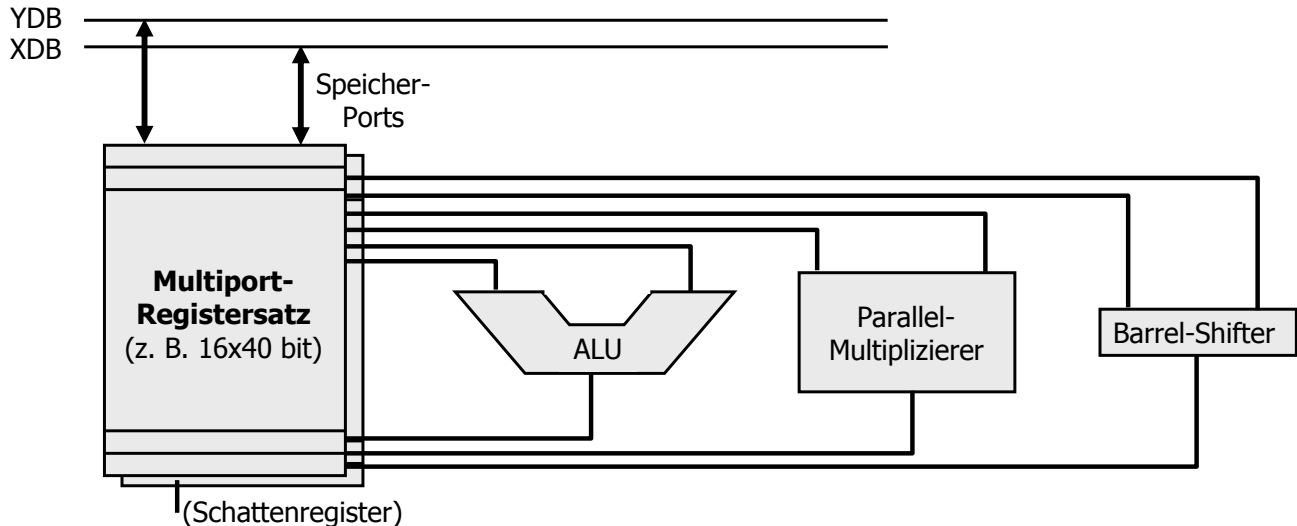 YDB
XDB
Speicher-
Ports
Multiport-
Registersatz
(z. B. 16x40 bit)
ALU
Parallel-
Multiplizierer
Barrel-Shifter
(Schattenregister)